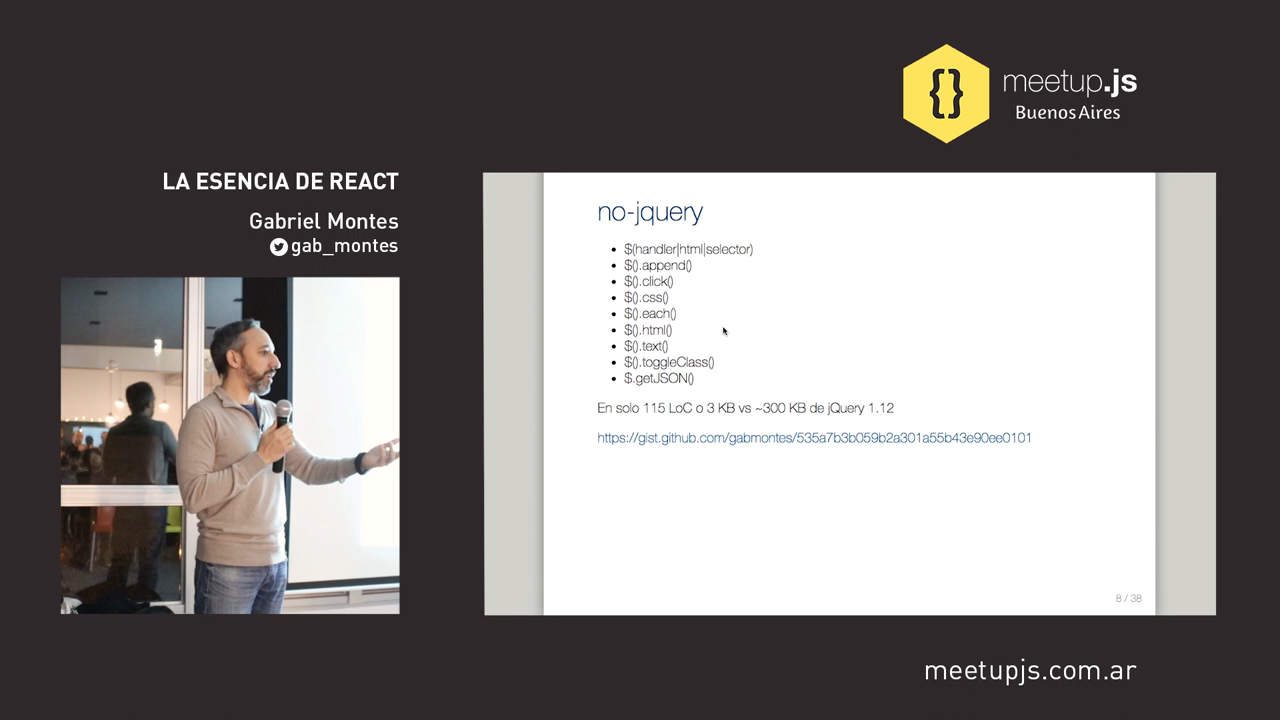 {}
meetup.js
Buenos Aires
LA ESENCIA DE REACT
Gabriel Montes
gab_montes
no-jquery
• $(handler|html|selector)
• $().append()
• $().click()
• $().css()
• $().each()
• $().html()
• $().text()
• $().toggleClass()
• $.getJSON()
En solo 115 LoC o 3 KB vs ~300 KB de jQuery 1.12
https://gist.github.com/gabmontes/535a7b3b059b2a301a55b43e90ee0101
8 / 38
meetupjs.com.ar